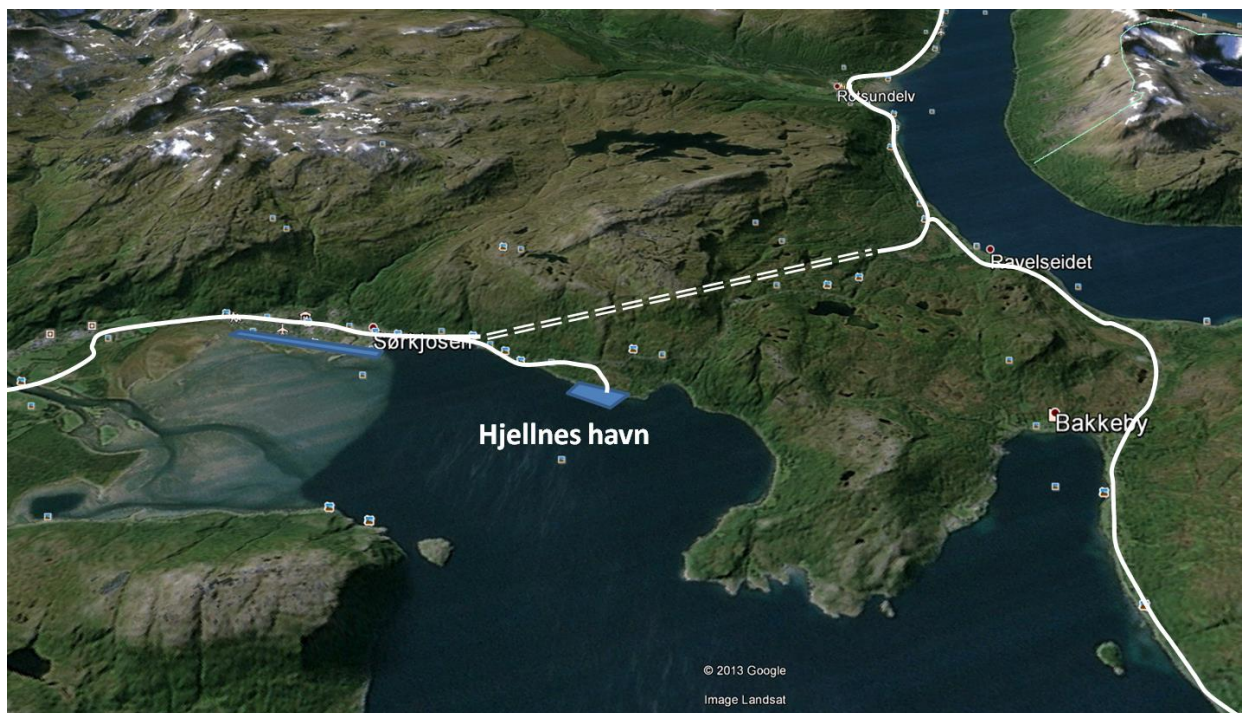 Rotsundelv
Ravelseidet
Sørkjosen
Bakkeby
Hjellnes havn
© 2013 Google
Image Landsat